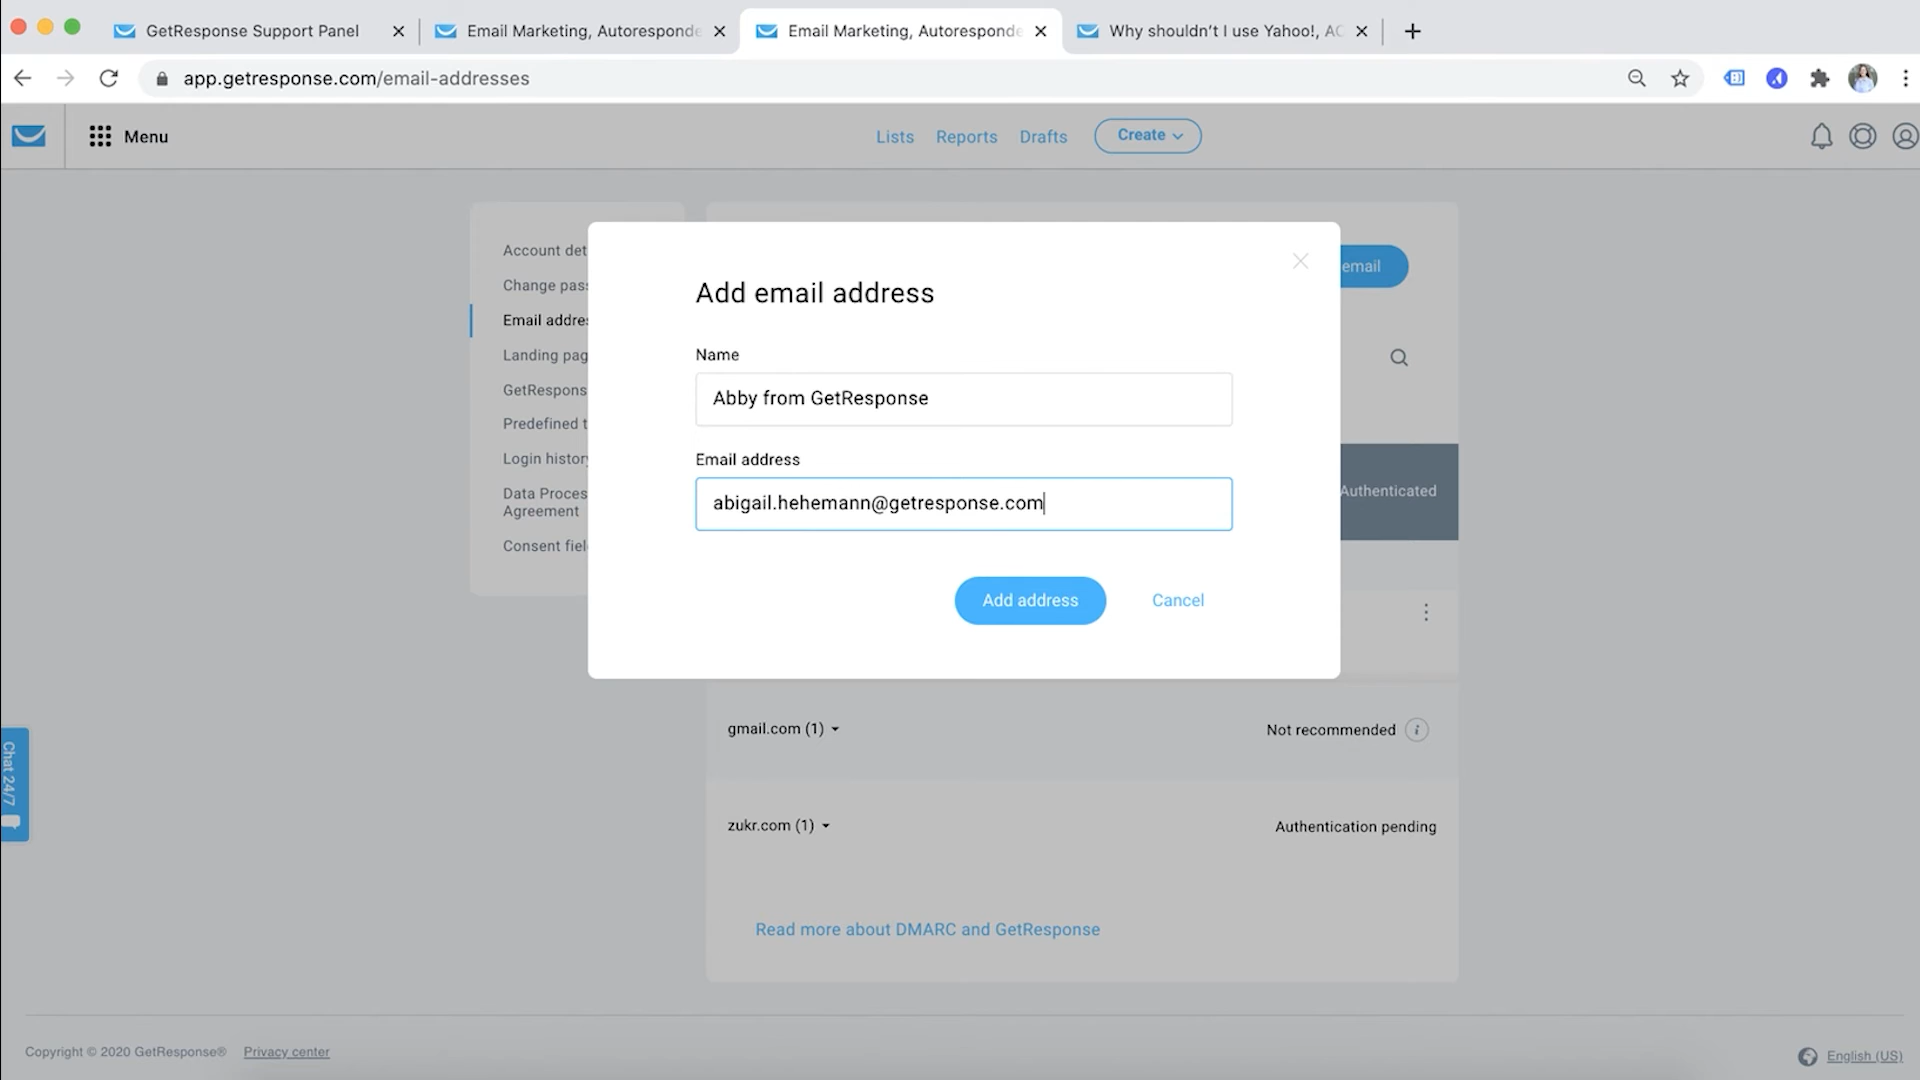 GetResponse Support Panel
Email Marketing, Autoresponde
Email Marketing, Autoresponde
Why shouldn't I use Yahoo!, AC
app.getresponse.com/email-addresses
Menu
Lists
Reports
Drafts
Create
Account det
Change pass
Email addres
Landing pag
GetRespons
Predefined t
Login history
Data Proces
Agreement
Consent fiel
email
Add email address
Name
Abby from GetResponse
Email address
abigail.hehemann@getresponse.com
Add address
Cancel
Authenticated
gmail.com (1)
Not recommended
zukr.com (1)
Authentication pending
Read more about DMARC and GetResponse
Chat 24/7
Copyright © 2020 GetResponse®
Privacy center
English (US)